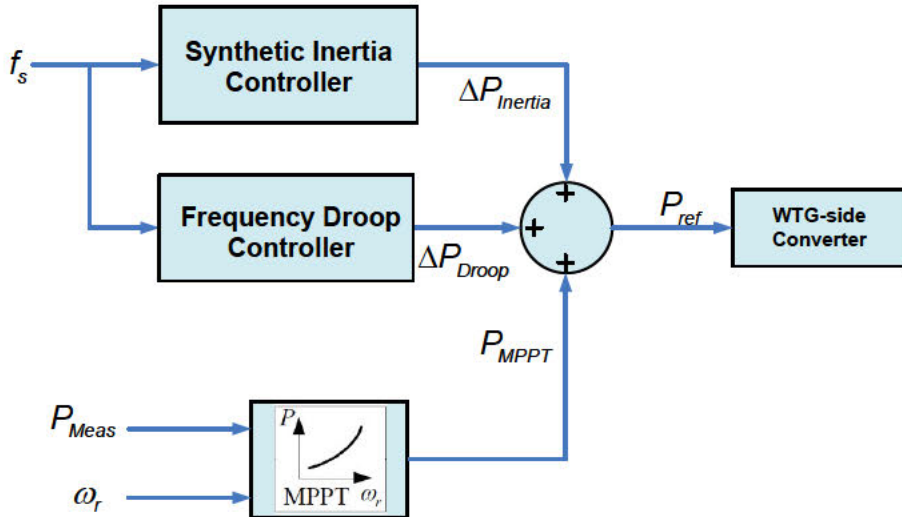 Synthetic Inertia
Controller
f_s
ΔP_Inertia
Frequency Droop
Controller
ΔP_Droop
+
+
+
P_ref
WTG-side
Converter
P_MPPT
P_Meas
ω_r
P
MPPT ω_r